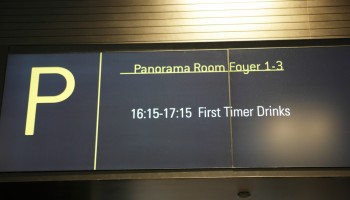 P
Panorama Room Foyer 1-3
16:15-17:15 First Timer Drinks